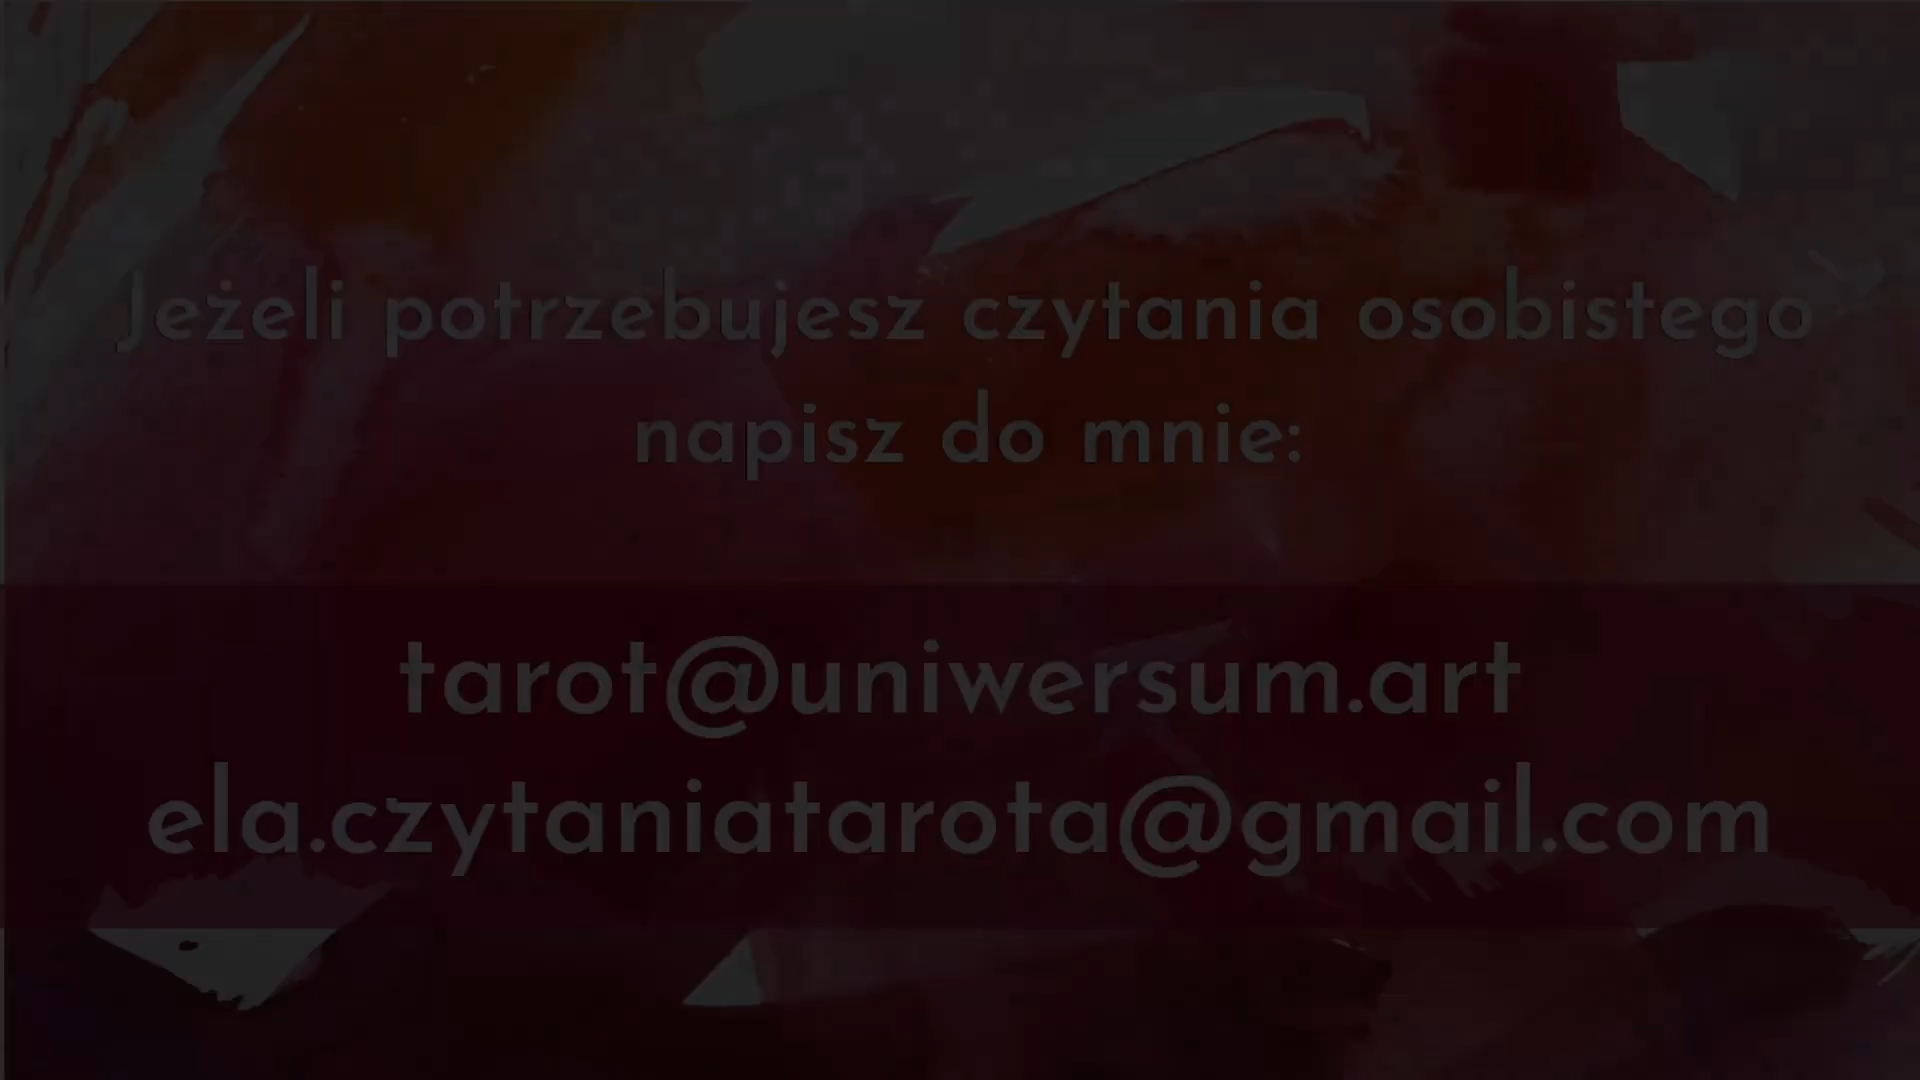 Jeżeli potrzebujesz czytania osobistego
napisz do mnie:
tarot@uniwersum.art
ela.czytaniatarota@gmail.com